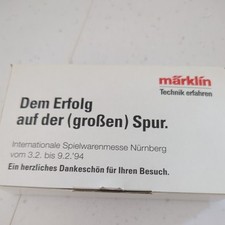 märklin
Technik erfahren
Dem Erfolg
auf der (großen) Spur.
Internationale Spielwarenmesse Nürnberg
vom 3.2. bis 9.2.'94
Ein herzliches Dankeschön für Ihren Besuch.